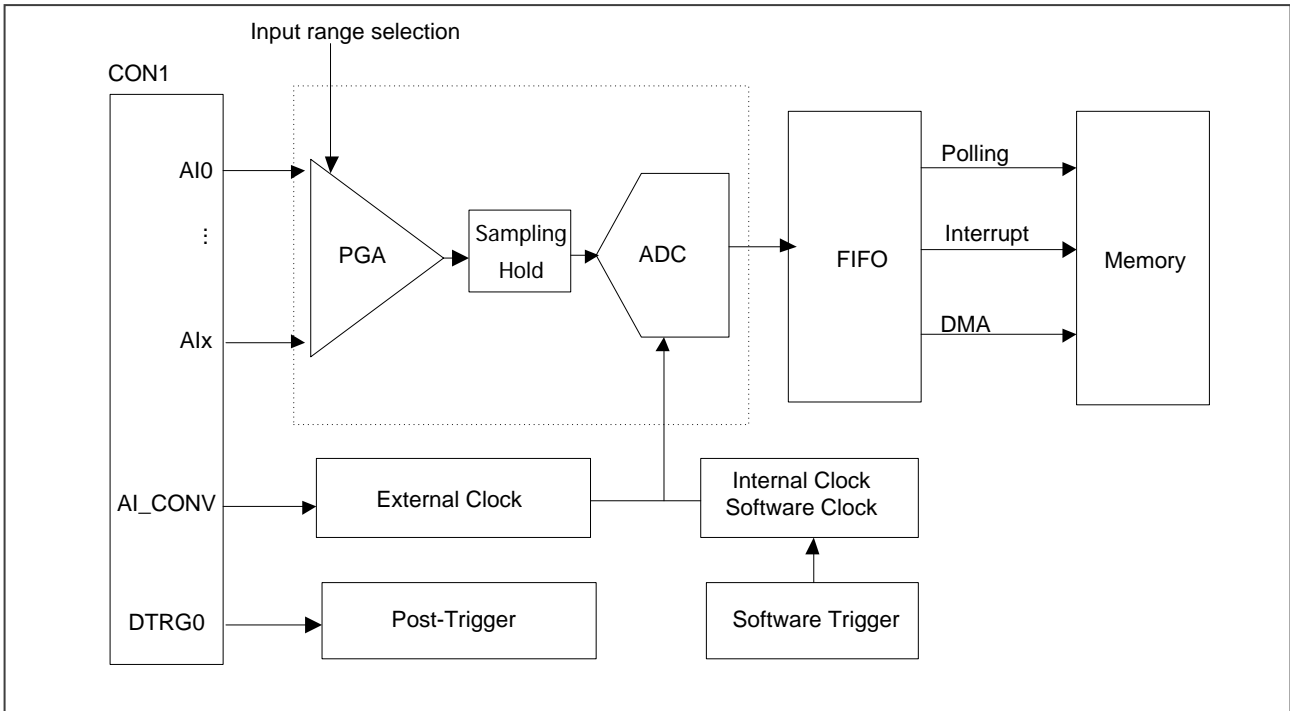 Input range selection
CON1
AI0
...
AIx
AI_CONV
DTRG0
PGA
Sampling
Hold
ADC
FIFO
Polling
Interrupt
DMA
Memory
External Clock
Internal Clock
Software Clock
Post-Trigger
Software Trigger